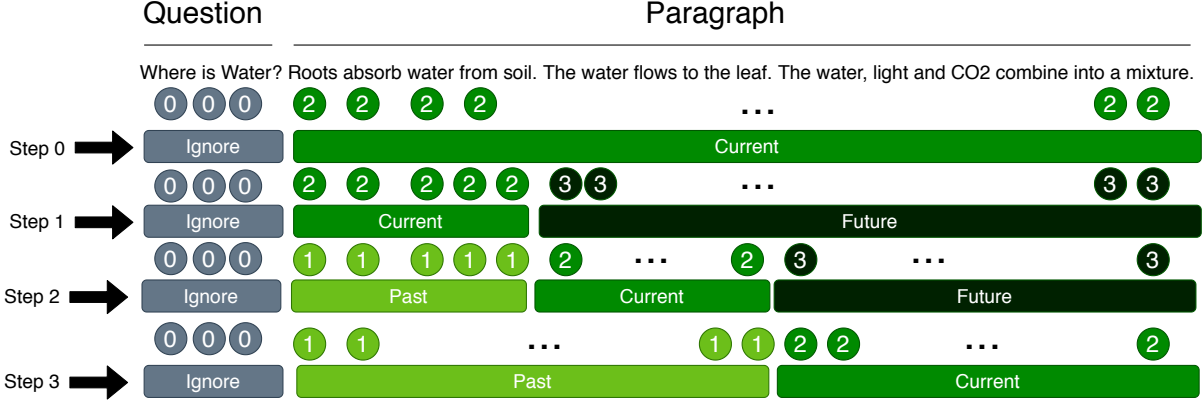 Question Paragraph
Where is Water? Roots absorb water from soil. The water flows to the leaf. The water, light and CO2 combine into a mixture.
0 0 0 2 2 2 2 ... 2 2
Step 0 Ignore Current
0 0 0 2 2 2 2 2 3 3 ... 3 3
Step 1 Ignore Current Future
0 0 0 1 1 1 1 1 2 ... 2 3 ... 3
Step 2 Ignore Past Current Future
0 0 0 1 1 ... 1 1 2 2 ... 2
Step 3 Ignore Past Current